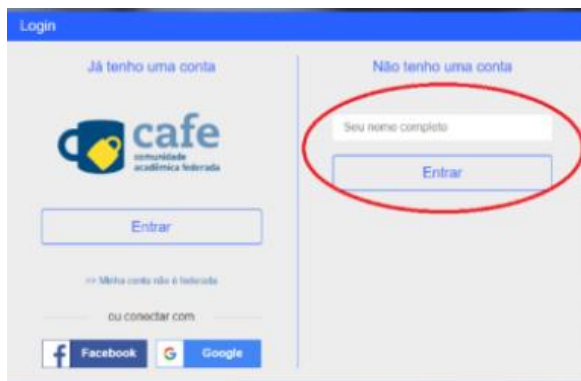 Login
Já tenho uma conta
cafe
comunidade
acadêmica federada
Entrar
>> Minha conta não é federada
ou conectar com
Facebook
Google
Não tenho uma conta
Seu nome completo
Entrar